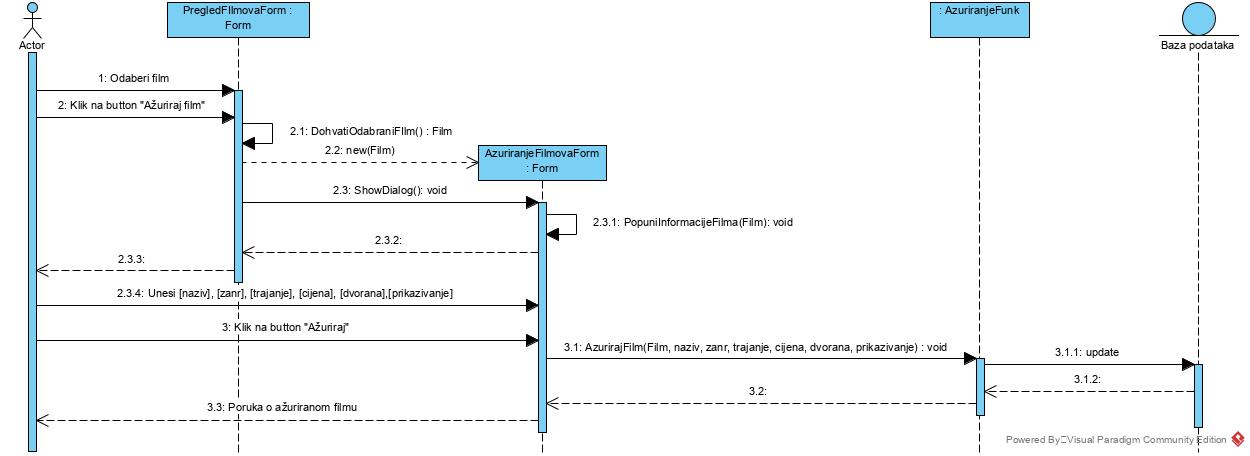 PregledFIlmovaForm :
Form
: AzuriranjeFunk
Actor
Baza podataka
1: Odaberi film
2: Klik na button "Ažuriraj film"
2.1: DohvatiOdabraniFIlm() : Film
2.2: new(Film)
AzuriranjeFilmovaForm
: Form
2.3: ShowDialog(): void
2.3.1: PopuniInformacijeFilma(Film): void
2.3.2:
2.3.3:
2.3.4: Unesi [naziv], [zanr], [trajanje], [cijena], [dvorana],[prikazivanje]
3: Klik na button "Ažuriraj"
3.1: AzurirajFilm(Film, naziv, zanr, trajanje, cijena, dvorana, prikazivanje) : void
3.1.1: update
3.1.2:
3.2:
3.3: Poruka o ažuriranom filmu
Powered By Visual Paradigm Community Edition